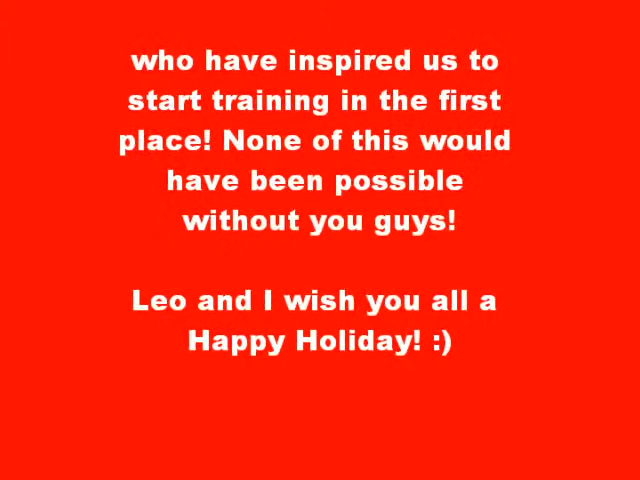 who have inspired us to
start training in the first
place! None of this would
have been possible
without you guys!
Leo and I wish you all a
Happy Holiday! :)